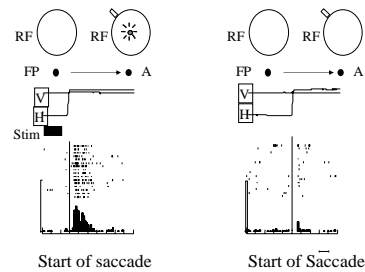 RF RF RF RF
FP A FP A
V V
H H
Stim
Start of saccade Start of Saccade